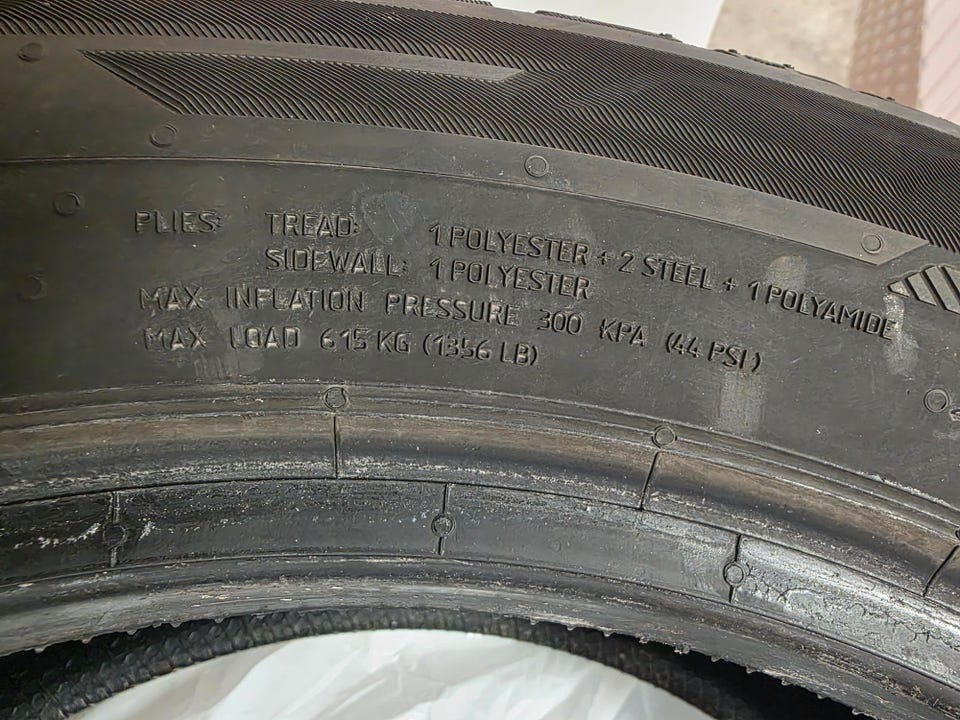 PLIES: TREAD: 1 POLYESTER + 2 STEEL + 1 POLYAMIDE
SIDEWALL: 1 POLYESTER
MAX INFLATION PRESSURE 300 KPA (44 PSI)
MAX LOAD 615 KG (1356 LB)